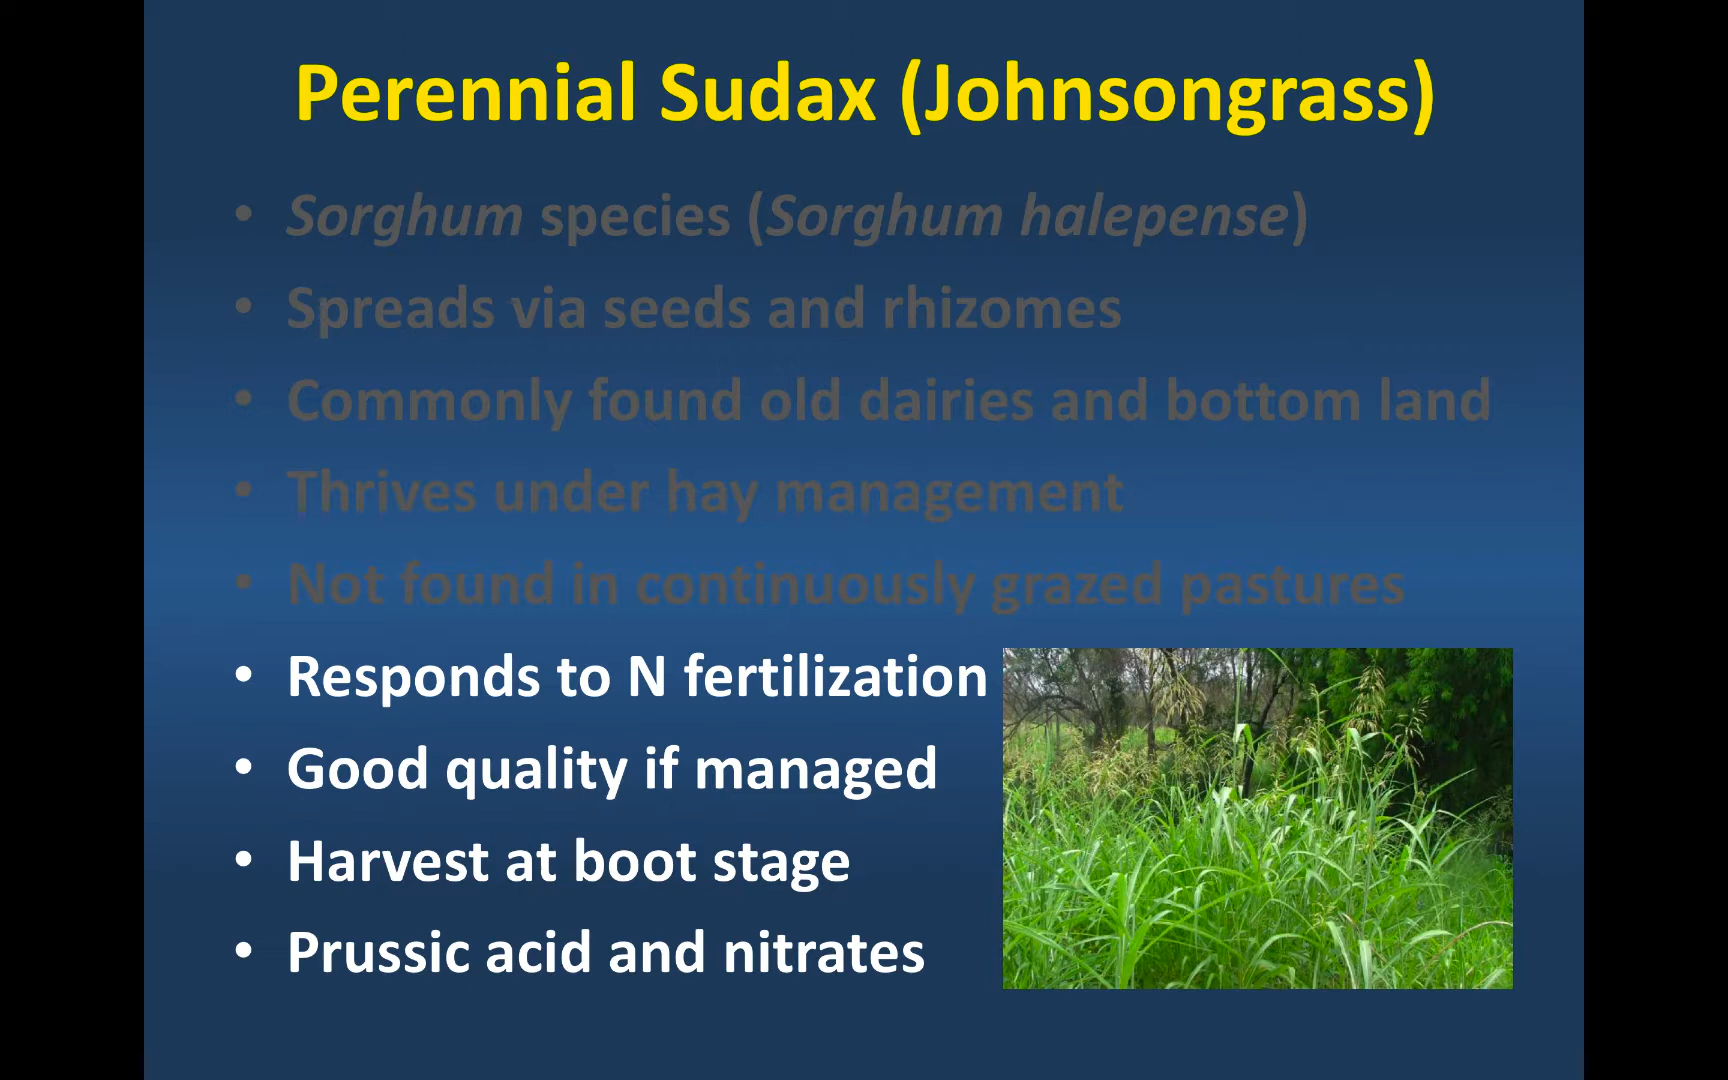 Perennial Sudax (Johnsongrass)
• Sorghum species (Sorghum halepense)
• Spreads via seeds and rhizomes
• Commonly found old dairies and bottom land
• Thrives under hay management
• Not found in continuously grazed pastures
• Responds to N fertilization
• Good quality if managed
• Harvest at boot stage
• Prussic acid and nitrates